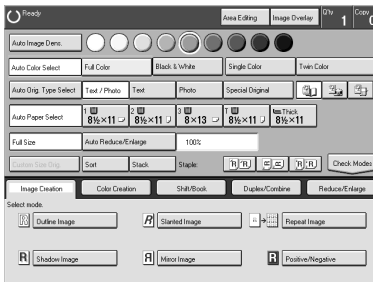 Ready Area Editing Image Overlay Q'ty 1 Copy
Auto Image Dens.
Auto Color Select Full Color Black & White Single Color Twin Color
Auto Orig. Type Select Text / Photo Text Photo Special Original
Auto Paper Select 1 8½×11 2 8½×11 3 8×13 T 8½×11 Thick 8½×11
Full Size Auto Reduce/Enlarge 100%
Custom Size Orig. Sort Stack Staple: Check Modes
Image Creation Color Creation Shift/Book Duplex/Combine Reduce/Enlarge
Select mode.
Outline Image R Slanted Image Repeat Image
R Shadow Image Я Mirror Image R Positive/Negative